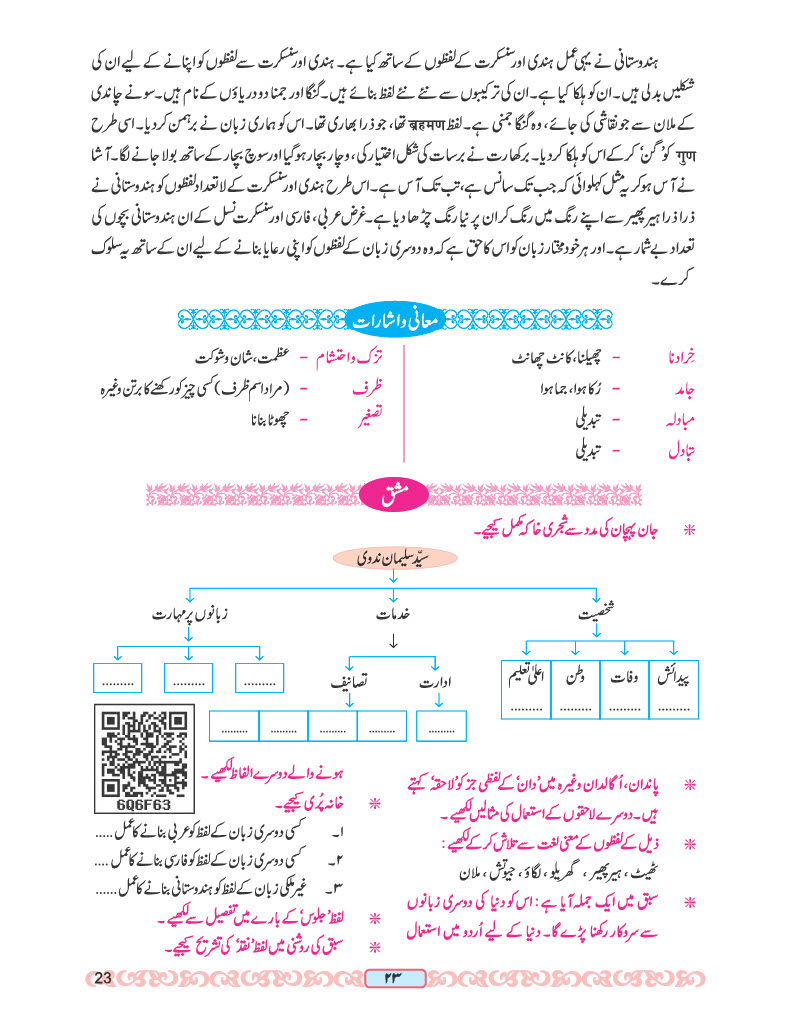 ہندوستانی نے یہی عمل ہندی اور سنسکرت کے لفظوں کے ساتھ کیا ہے۔ ہندی اور سنسکرت سے لفظوں کو اپنانے کے لیے ان کی
شکلیں بدلی ہیں۔ ان کو ہلکا کیا ہے۔ ان کی ترکیبوں سے نئے نئے لفظ بنائے ہیں۔ گنگا اور جمنا دو دریاؤں کے نام ہیں۔ سونے چاندی
کے ملان سے جو نقاشی کی جائے، وہ گنگا جمنی ہے۔ لفظ ब्रहमण تھا، جو ذرا بھاری تھا۔ اس کو ہماری زبان نے برہمن کر دیا۔ اسی طرح
गुण کو 'گن' کر کے اس کو ہلکا کر دیا۔ برکھارت نے برسات کی شکل اختیار کی، وچار بچار ہو گیا اور سوچ بچار کے ساتھ بولا جانے لگا۔ آشا
نے آس ہو کر یہ مثل کہلوائی کہ جب تک سانس ہے، تب تک آس ہے۔ اس طرح ہندی اور سنسکرت کے لاتعداد لفظوں کو ہندوستانی نے
ذرا ذرا ہیر پھیر سے اپنے رنگ میں رنگ کر ان پر نیا رنگ چڑھا دیا ہے۔ غرض عربی، فارسی اور سنسکرت نسل کے ان ہندوستانی بچوں کی
تعداد بے شمار ہے۔ اور ہر خود مختار زبان کو اس کا حق ہے کہ وہ دوسری زبان کے لفظوں کو اپنی رعایا بنانے کے لیے ان کے ساتھ یہ سلوک
کرے۔
معانی و اشارات
خِرادنا - چھیلنا، کانٹ چھانٹ
جامد - رُکا ہوا، جما ہوا
مبادلہ - تبدیلی
تبادل - تبدیلی
تزک و احتشام - عظمت، شان و شوکت
ظرف - (مراد اسم ظرف) کسی چیز کو رکھنے کا برتن وغیرہ
تصغیر - چھوٹا بنانا
مشق
❋ جان پہچان کی مدد سے شجری خاکہ مکمل کیجیے۔
سیّد سلیمان ندوی
شخصیت خدمات زبانوں پر مہارت
پیدائش وفات وطن اعلیٰ تعلیم
......... ......... ......... .........
ادارت تصانیف
......... ......... ......... ......... .........
......... ......... .........
❋ پاندان، اُگالدان وغیرہ میں 'دان' کے لفظی جز کو 'لاحقہ' کہتے
ہیں۔ دوسرے لاحقوں کے استعمال کی مثالیں لکھیے۔
❋ ذیل کے لفظوں کے معنی لغت سے تلاش کر کے لکھیے :
ٹھیٹ، ہیر پھیر، گھریلو، لگاؤ، جیوتش، ملان
❋ سبق میں ایک جملہ آیا ہے : اس کو دنیا کی دوسری زبانوں
سے سروکار رکھنا پڑے گا۔ دنیا کے لیے اُردو میں استعمال
ہونے والے دوسرے الفاظ لکھیے۔
❋ خانہ پُری کیجیے۔
۱۔ کسی دوسری زبان کے لفظ کو عربی بنانے کا عمل .....
۲۔ کسی دوسری زبان کے لفظ کو فارسی بنانے کا عمل ....
۳۔ غیر ملکی زبان کے لفظ کو ہندوستانی بنانے کا عمل ......
❋ لفظ 'جلوس' کے بارے میں تفصیل سے لکھیے۔
❋ سبق کی روشنی میں لفظ 'نقد' کی تشریح کیجیے۔
6Q6F63
23
۲۳